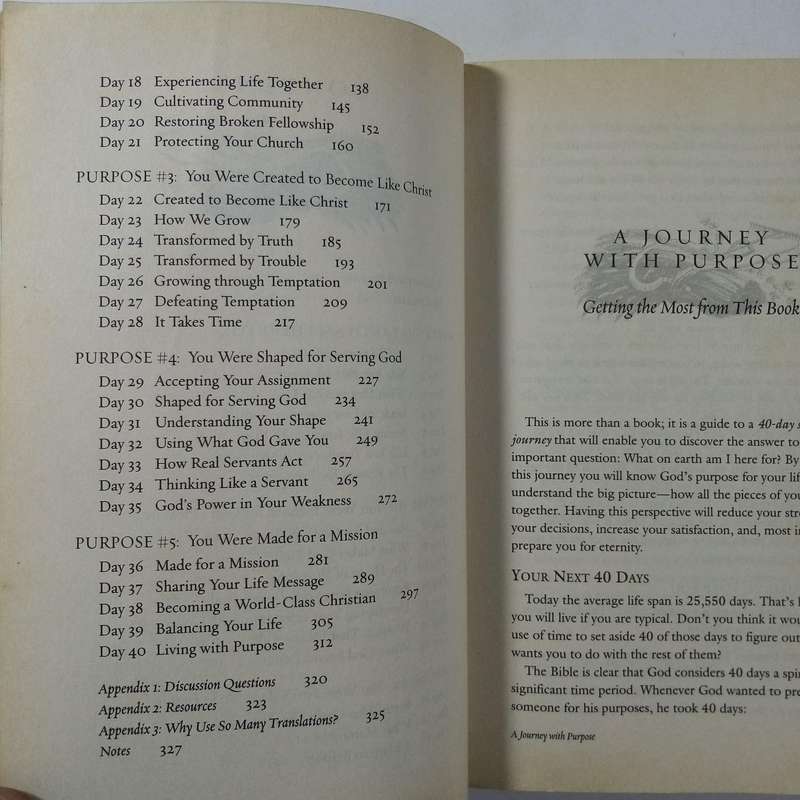 Day 18 Experiencing Life Together 138
Day 19 Cultivating Community 145
Day 20 Restoring Broken Fellowship 152
Day 21 Protecting Your Church 160
PURPOSE #3: You Were Created to Become Like Christ
Day 22 Created to Become Like Christ 171
Day 23 How We Grow 179
Day 24 Transformed by Truth 185
Day 25 Transformed by Trouble 193
Day 26 Growing through Temptation 201
Day 27 Defeating Temptation 209
Day 28 It Takes Time 217
PURPOSE #4: You Were Shaped for Serving God
Day 29 Accepting Your Assignment 227
Day 30 Shaped for Serving God 234
Day 31 Understanding Your Shape 241
Day 32 Using What God Gave You 249
Day 33 How Real Servants Act 257
Day 34 Thinking Like a Servant 265
Day 35 God's Power in Your Weakness 272
PURPOSE #5: You Were Made for a Mission
Day 36 Made for a Mission 281
Day 37 Sharing Your Life Message 289
Day 38 Becoming a World-Class Christian 297
Day 39 Balancing Your Life 305
Day 40 Living with Purpose 312
Appendix 1: Discussion Questions 320
Appendix 2: Resources 323
Appendix 3: Why Use So Many Translations? 325
Notes 327
A JOURNEY
WITH PURPOSE
Getting the Most from This Book
This is more than a book; it is a guide to a 40-day
journey that will enable you to discover the answer to
important question: What on earth am I here for? By
this journey you will know God's purpose for your
understand the big picture—how all the pieces of
together. Having this perspective will reduce your
your decisions, increase your satisfaction, and, most
prepare you for eternity.
YOUR NEXT 40 DAYS
Today the average life span is 25,550 days. That's
you will live if you are typical. Don't you think it
use of time to set aside 40 of those days to figure
wants you to do with the rest of them?
The Bible is clear that God considers 40 days a
significant time period. Whenever God wanted to
someone for his purposes, he took 40 days:
A Journey with Purpose